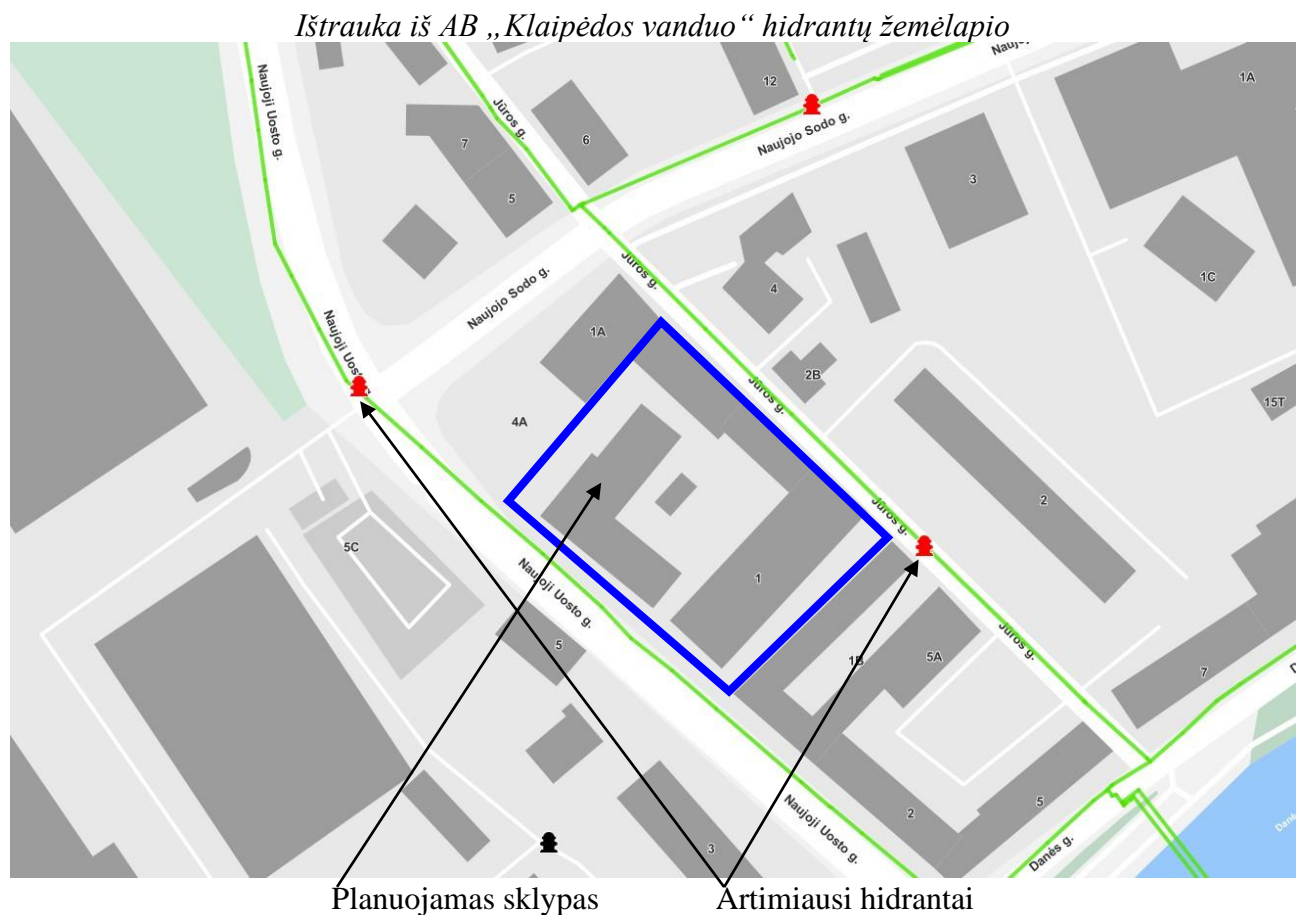 Ištrauka iš AB „Klaipėdos vanduo“ hidrantų žemėlapio
Naujoji Uosto g.
Jūros g.
12
1A
7
6
Naujojo Sodo g.
5
3
Jūros g.
1C
Naujojo Sodo g.
4
Naujoji Uosto g.
1A
2B
Jūros g.
15T
4A
Jūros g.
2
5C
1
Naujoji Uosto g.
5
1B
5A
Jūros g.
7
Naujoji Uosto g.
2
5
3
Danės g.
Planuojamas sklypas
Artimiausi hidrantai